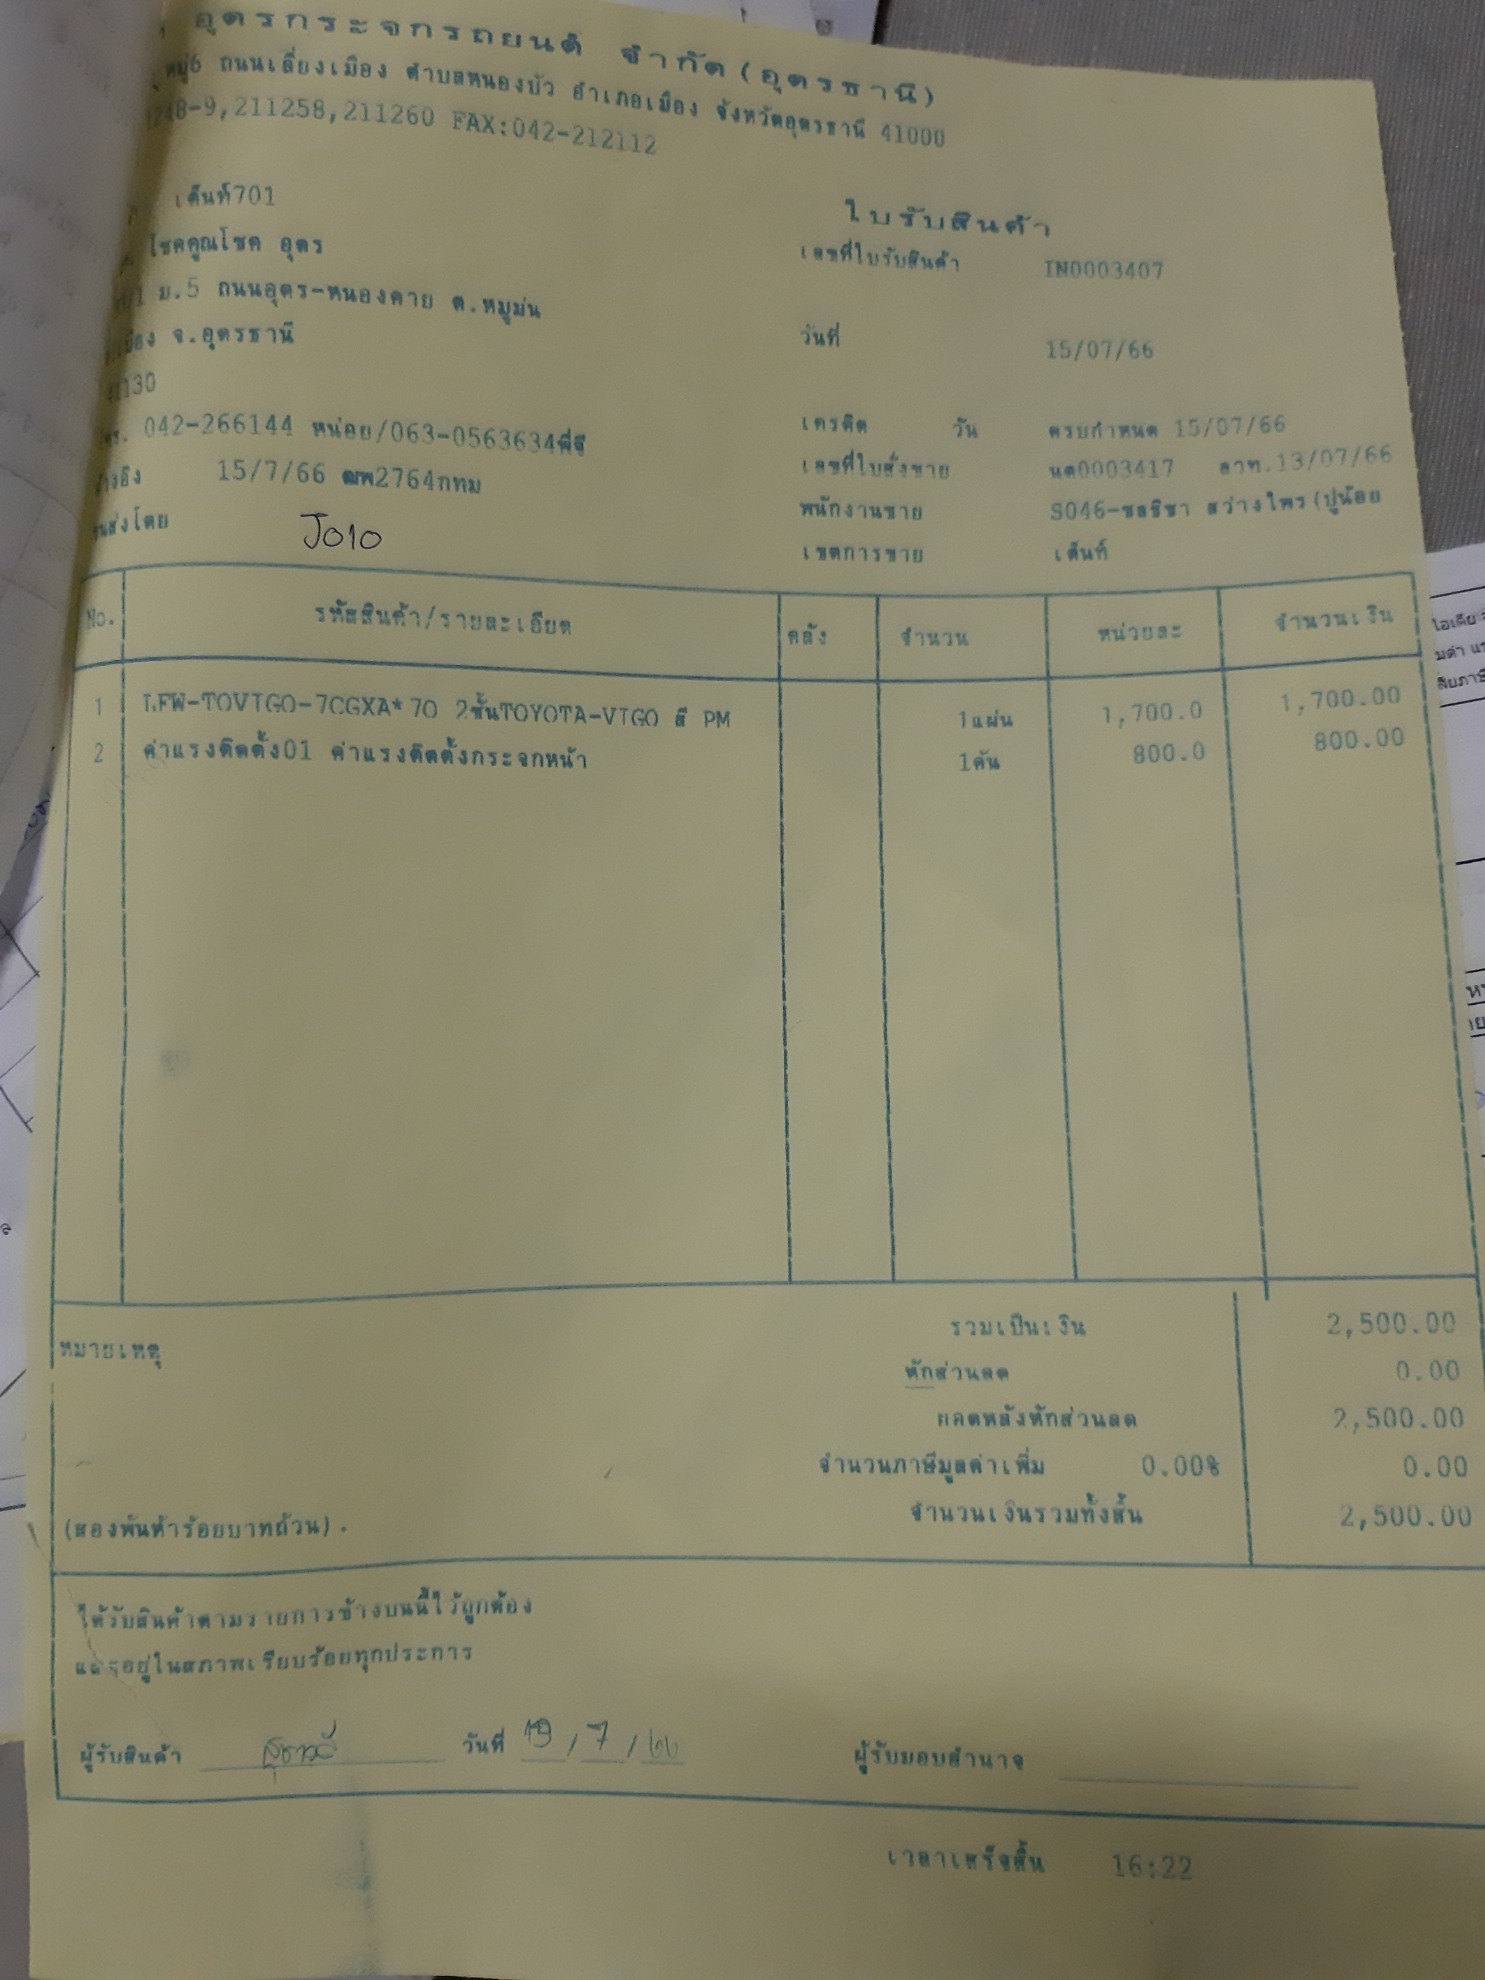 อุดรกระจกรถยนต์ จำกัด(อุดรธานี)
หมู่6 ถนนเลี่ยงเมือง ตำบลหนองบัว อำเภอเมือง จังหวัดอุดรธานี 41000
-9,211258,211260 FAX:042-212112
เต็นท์701
ใบรับสินค้า
โชคคูณโชค อุดร
เลขที่ใบรับสินค้า IN0003407
ม.5 ถนนอุดร-หนองคาย ต.หมูม่น
จ.อุดรธานี
วันที่ 15/07/66
41130
042-266144 หน่อย/063-0563634
เครดิต วัน ครบกำหนด 15/07/66
15/7/66 ฒพ2764กทม
เลขที่ใบสั่งขาย นด0003417 ลวท.13/07/66
ขนส่งโดย J010
พนักงานขาย S046-ชลธิชา สว่างไพร(ปูน้อย
เขตการขาย เต็นท์
No. รหัสสินค้า/รายละเอียด คลัง จำนวน หน่วยละ จำนวนเงิน
1 LFW-TOVIGO-7CGXA*70 2ชั้นTOYOTA-VIGO สี PM 1แผ่น 1,700.0 1,700.00
2 ค่าแรงติดตั้ง01 ค่าแรงติดตั้งกระจกหน้า 1คัน 800.0 800.00
หมายเหตุ
รวมเป็นเงิน 2,500.00
หักส่วนลด 0.00
ยอดหลังหักส่วนลด 2,500.00
จำนวนภาษีมูลค่าเพิ่ม 0.00% 0.00
(สองพันห้าร้อยบาทถ้วน). จำนวนเงินรวมทั้งสิ้น 2,500.00
ได้รับสินค้าตามรายการข้างบนนี้ไว้ถูกต้อง
และอยู่ในสภาพเรียบร้อยทุกประการ
ผู้รับสินค้า วันที่ 19/7/66 ผู้รับมอบอำนาจ
เวลาเสร็จสิ้น 16:22